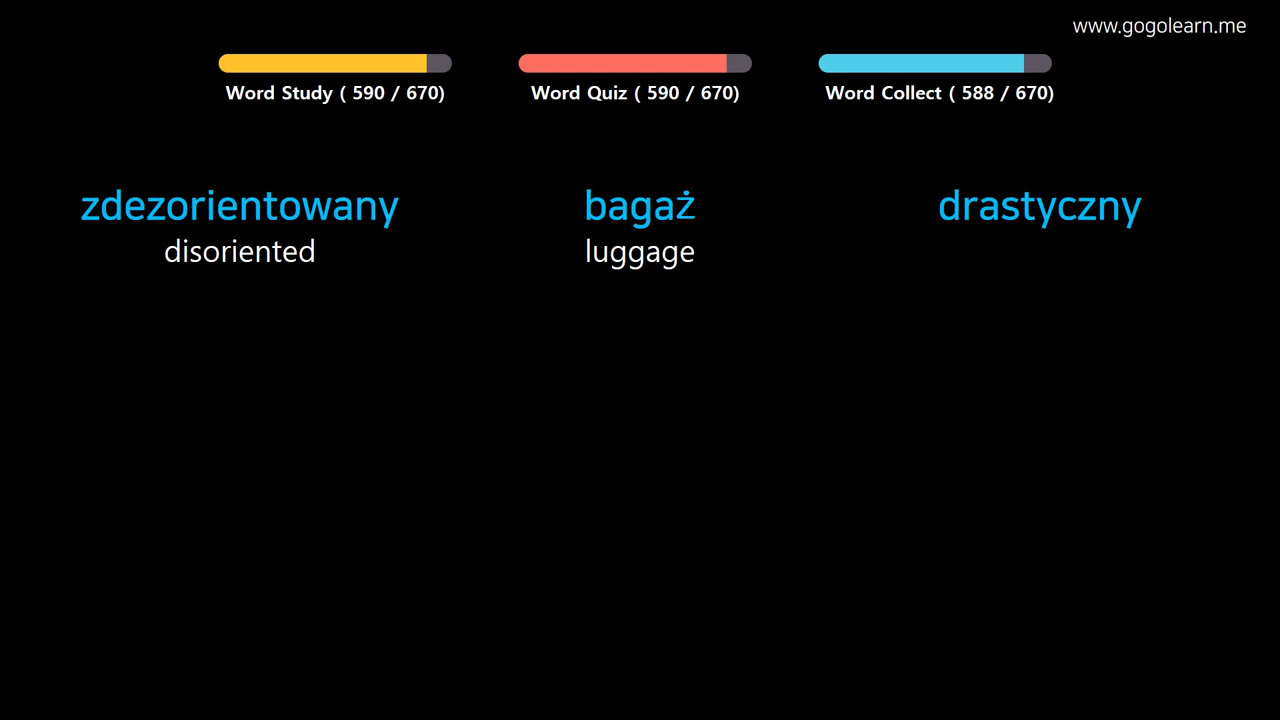 www.gogolearn.me
Word Study ( 590 / 670)
Word Quiz ( 590 / 670)
Word Collect ( 588 / 670)
zdezorientowany
disoriented
bagaż
luggage
drastyczny